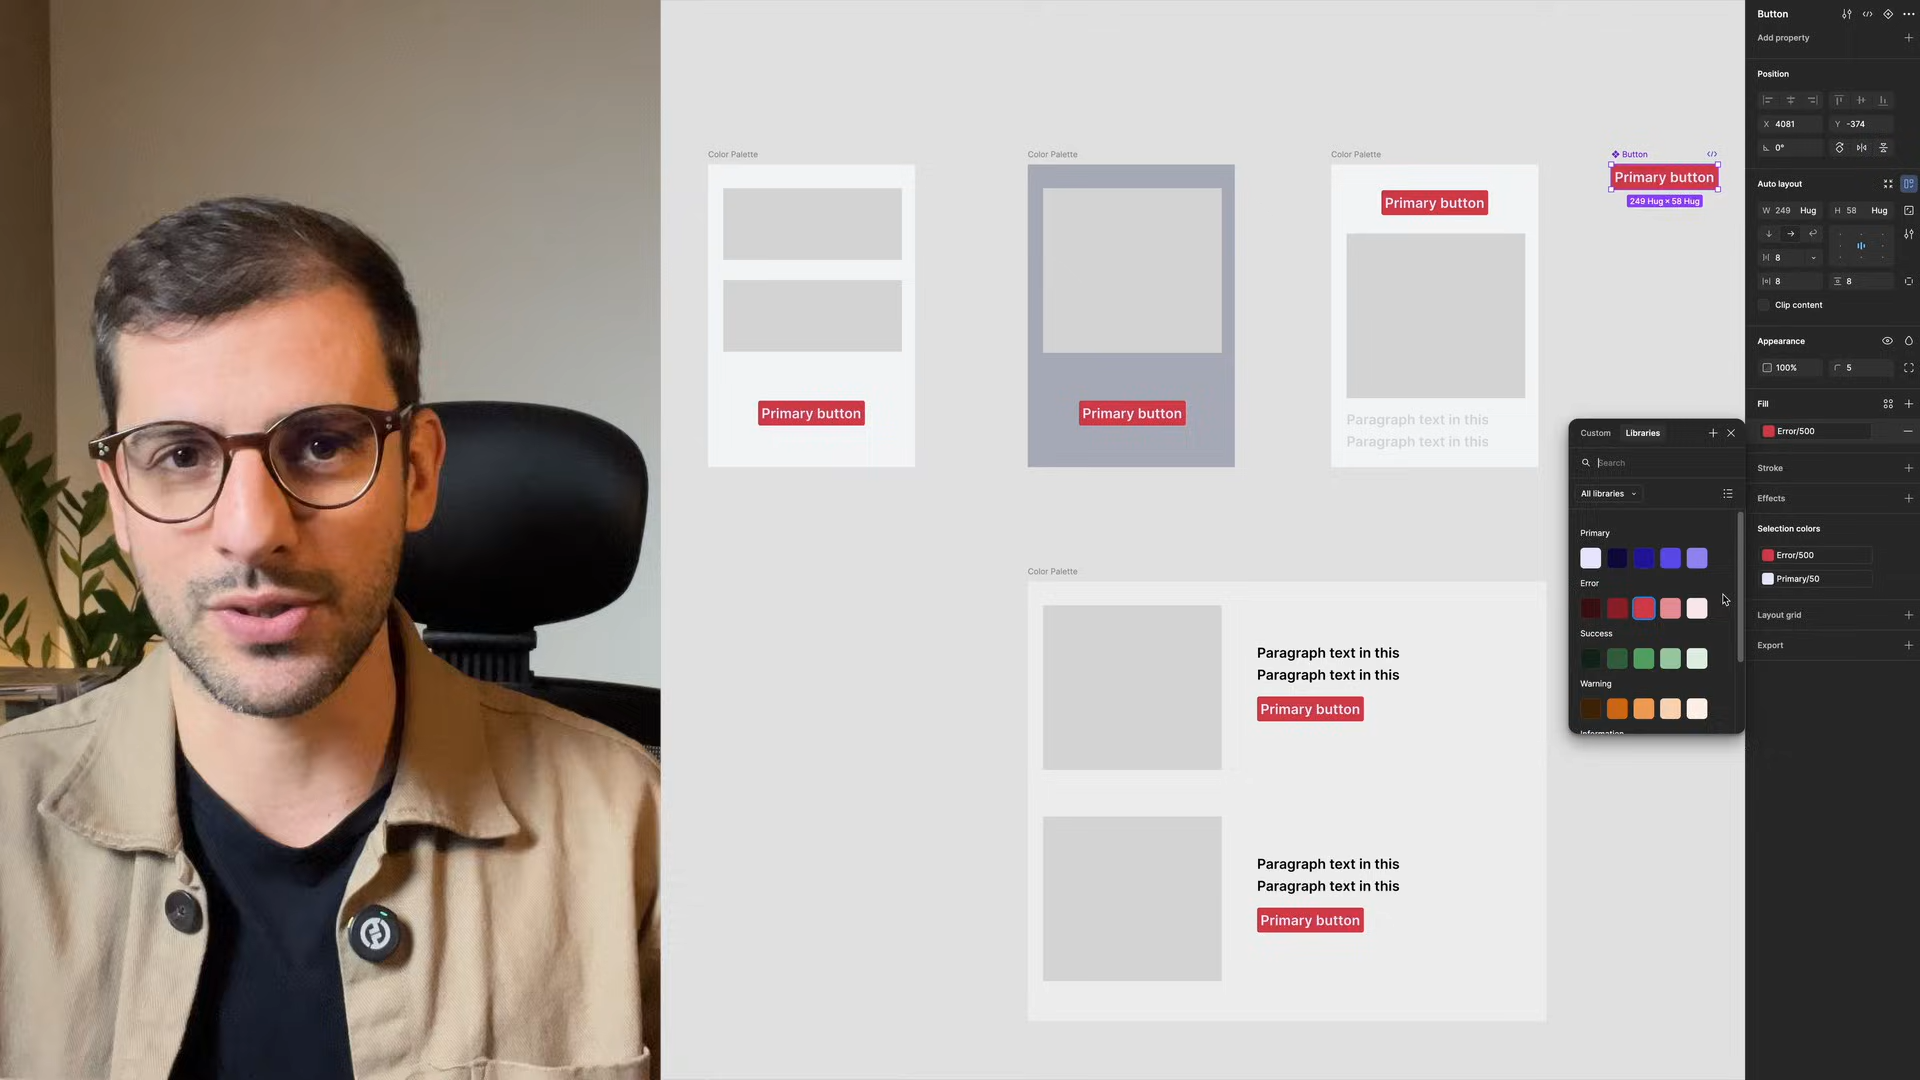 Color Palette
Primary button
Color Palette
Primary button
Color Palette
Primary button
Paragraph text in this
Paragraph text in this
Button
Primary button
249 Hug × 58 Hug
Color Palette
Paragraph text in this
Paragraph text in this
Primary button
Paragraph text in this
Paragraph text in this
Primary button
Custom
Libraries
Search
All libraries
Primary
Error
Success
Warning
Information
Button
Add property
Position
X 4081
Y -374
0°
Auto layout
W 249 Hug
H 58 Hug
8
8
8
Clip content
Appearance
100%
5
Fill
Error/500
Stroke
Effects
Selection colors
Error/500
Primary/50
Layout grid
Export